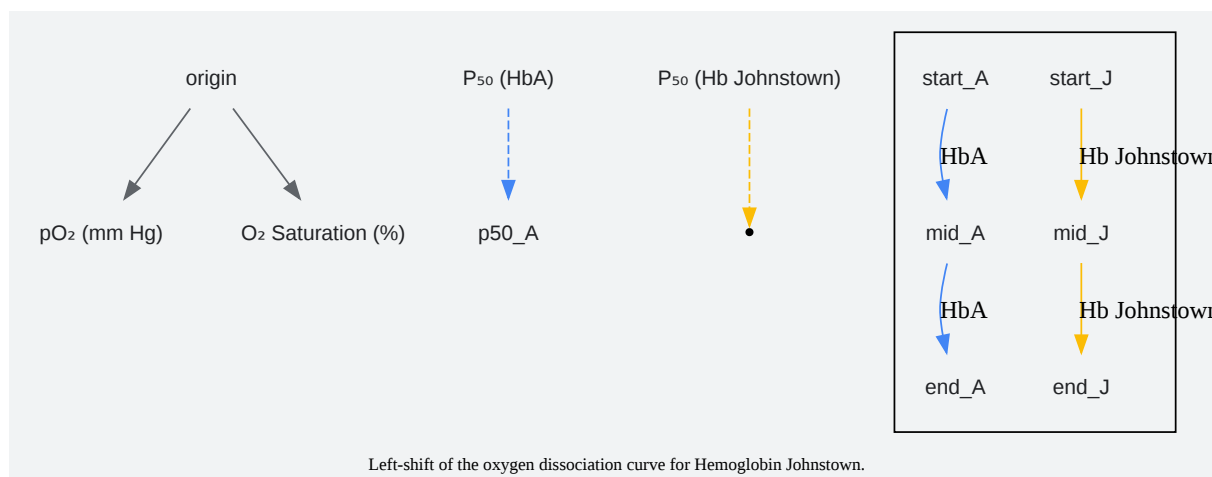 origin
P₅₀ (HbA)
P₅₀ (Hb Johnstown)
start_A
start_J
HbA
Hb Johnstown
pO₂ (mm Hg)
O₂ Saturation (%)
p50_A
mid_A
mid_J
HbA
Hb Johnstown
end_A
end_J
Left-shift of the oxygen dissociation curve for Hemoglobin Johnstown.